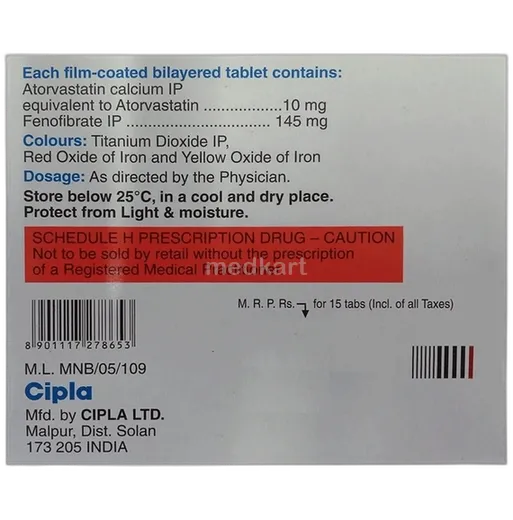 Each film-coated bilayered tablet contains:
Atorvastatin calcium IP
equivalent to Atorvastatin .................. 10 mg
Fenofibrate IP ................................. 145 mg
Colours: Titanium Dioxide IP,
Red Oxide of Iron and Yellow Oxide of Iron
Dosage: As directed by the Physician.
Store below 25°C, in a cool and dry place.
Protect from Light & moisture.
SCHEDULE H PRESCRIPTION DRUG – CAUTION
Not to be sold by retail without the prescription
of a Registered Medical Practitioner.
medkart
M. R. P. Rs. for 15 tabs (Incl. of all Taxes)
8 901117 278653
M.L. MNB/05/109
Cipla
Mfd. by CIPLA LTD.
Malpur, Dist. Solan
173 205 INDIA